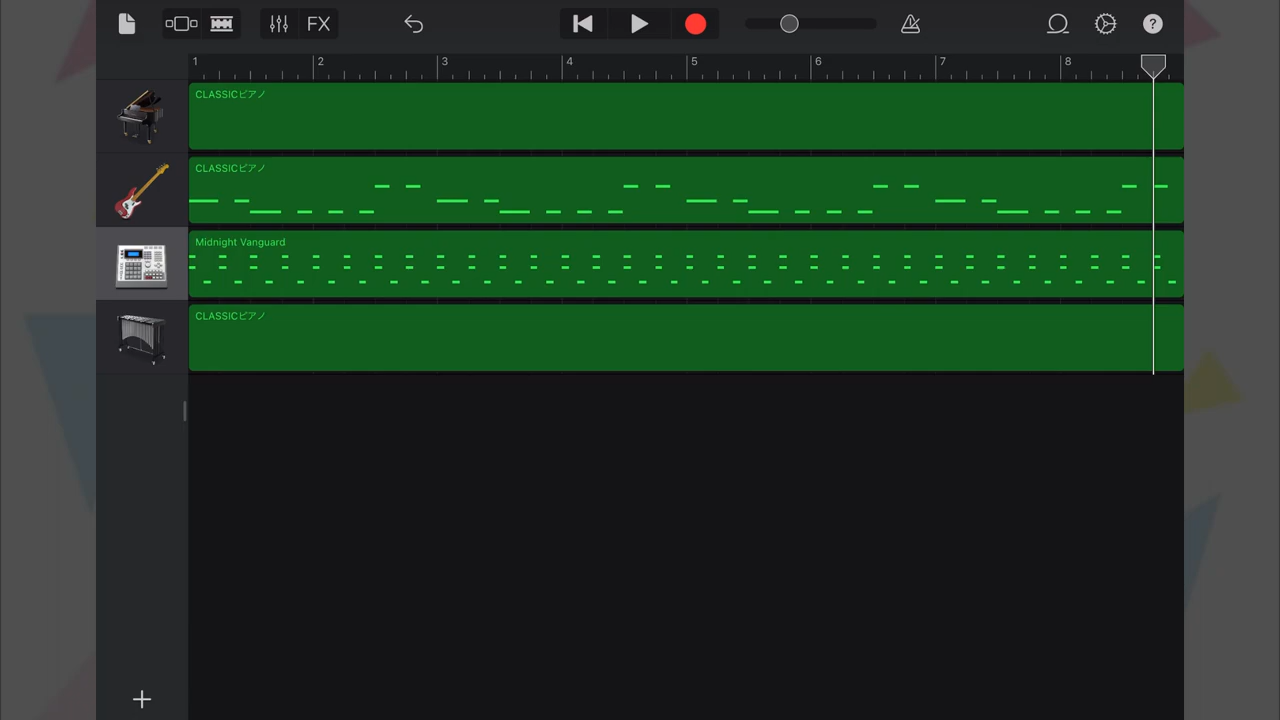 FX
?
1 2 3 4 5 6 7 8
CLASSICピアノ
CLASSICピアノ
Midnight Vanguard
CLASSICピアノ